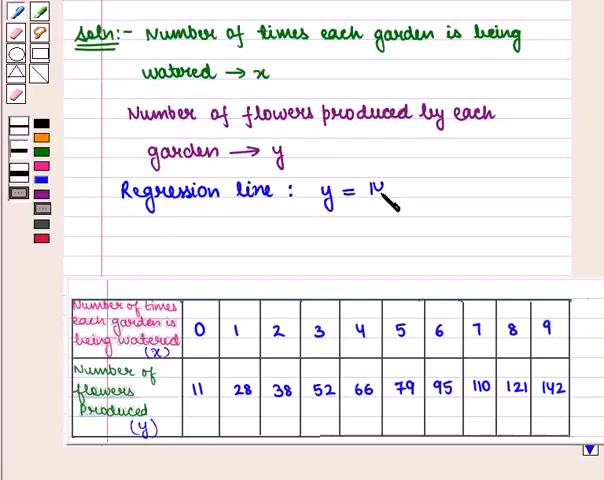 Soln:- Number of times each garden is being
watered → x
Number of flowers produced by each
garden → y
Regression line : y = 14
Number of times each garden is being watered (x) 0 1 2 3 4 5 6 7 8 9
Number of flowers produced (y) 11 28 38 52 66 79 95 110 121 142